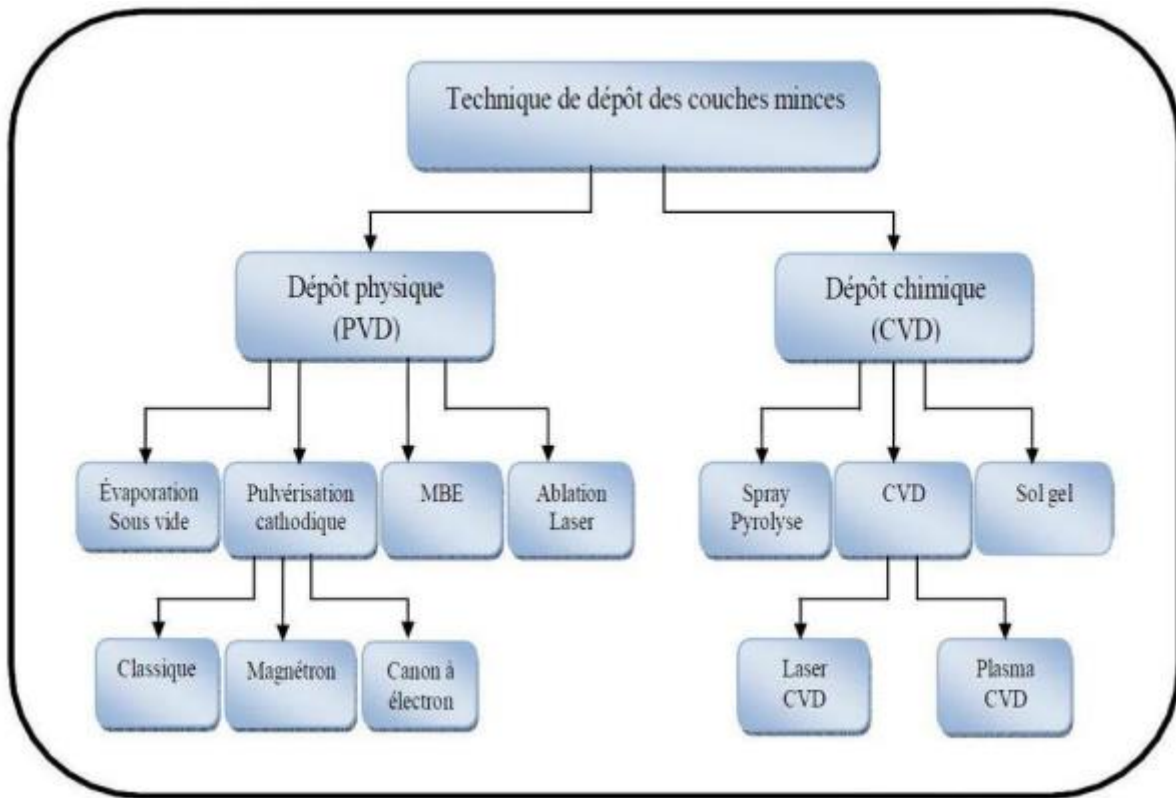 Technique de dépôt des couches minces
Dépôt physique
(PVD)
Dépôt chimique
(CVD)
Évaporation
Sous vide
Pulvérisation
cathodique
MBE
Ablation
Laser
Spray
Pyrolyse
CVD
Sol gel
Classique
Magnétron
Canon à
électron
Laser
CVD
Plasma
CVD